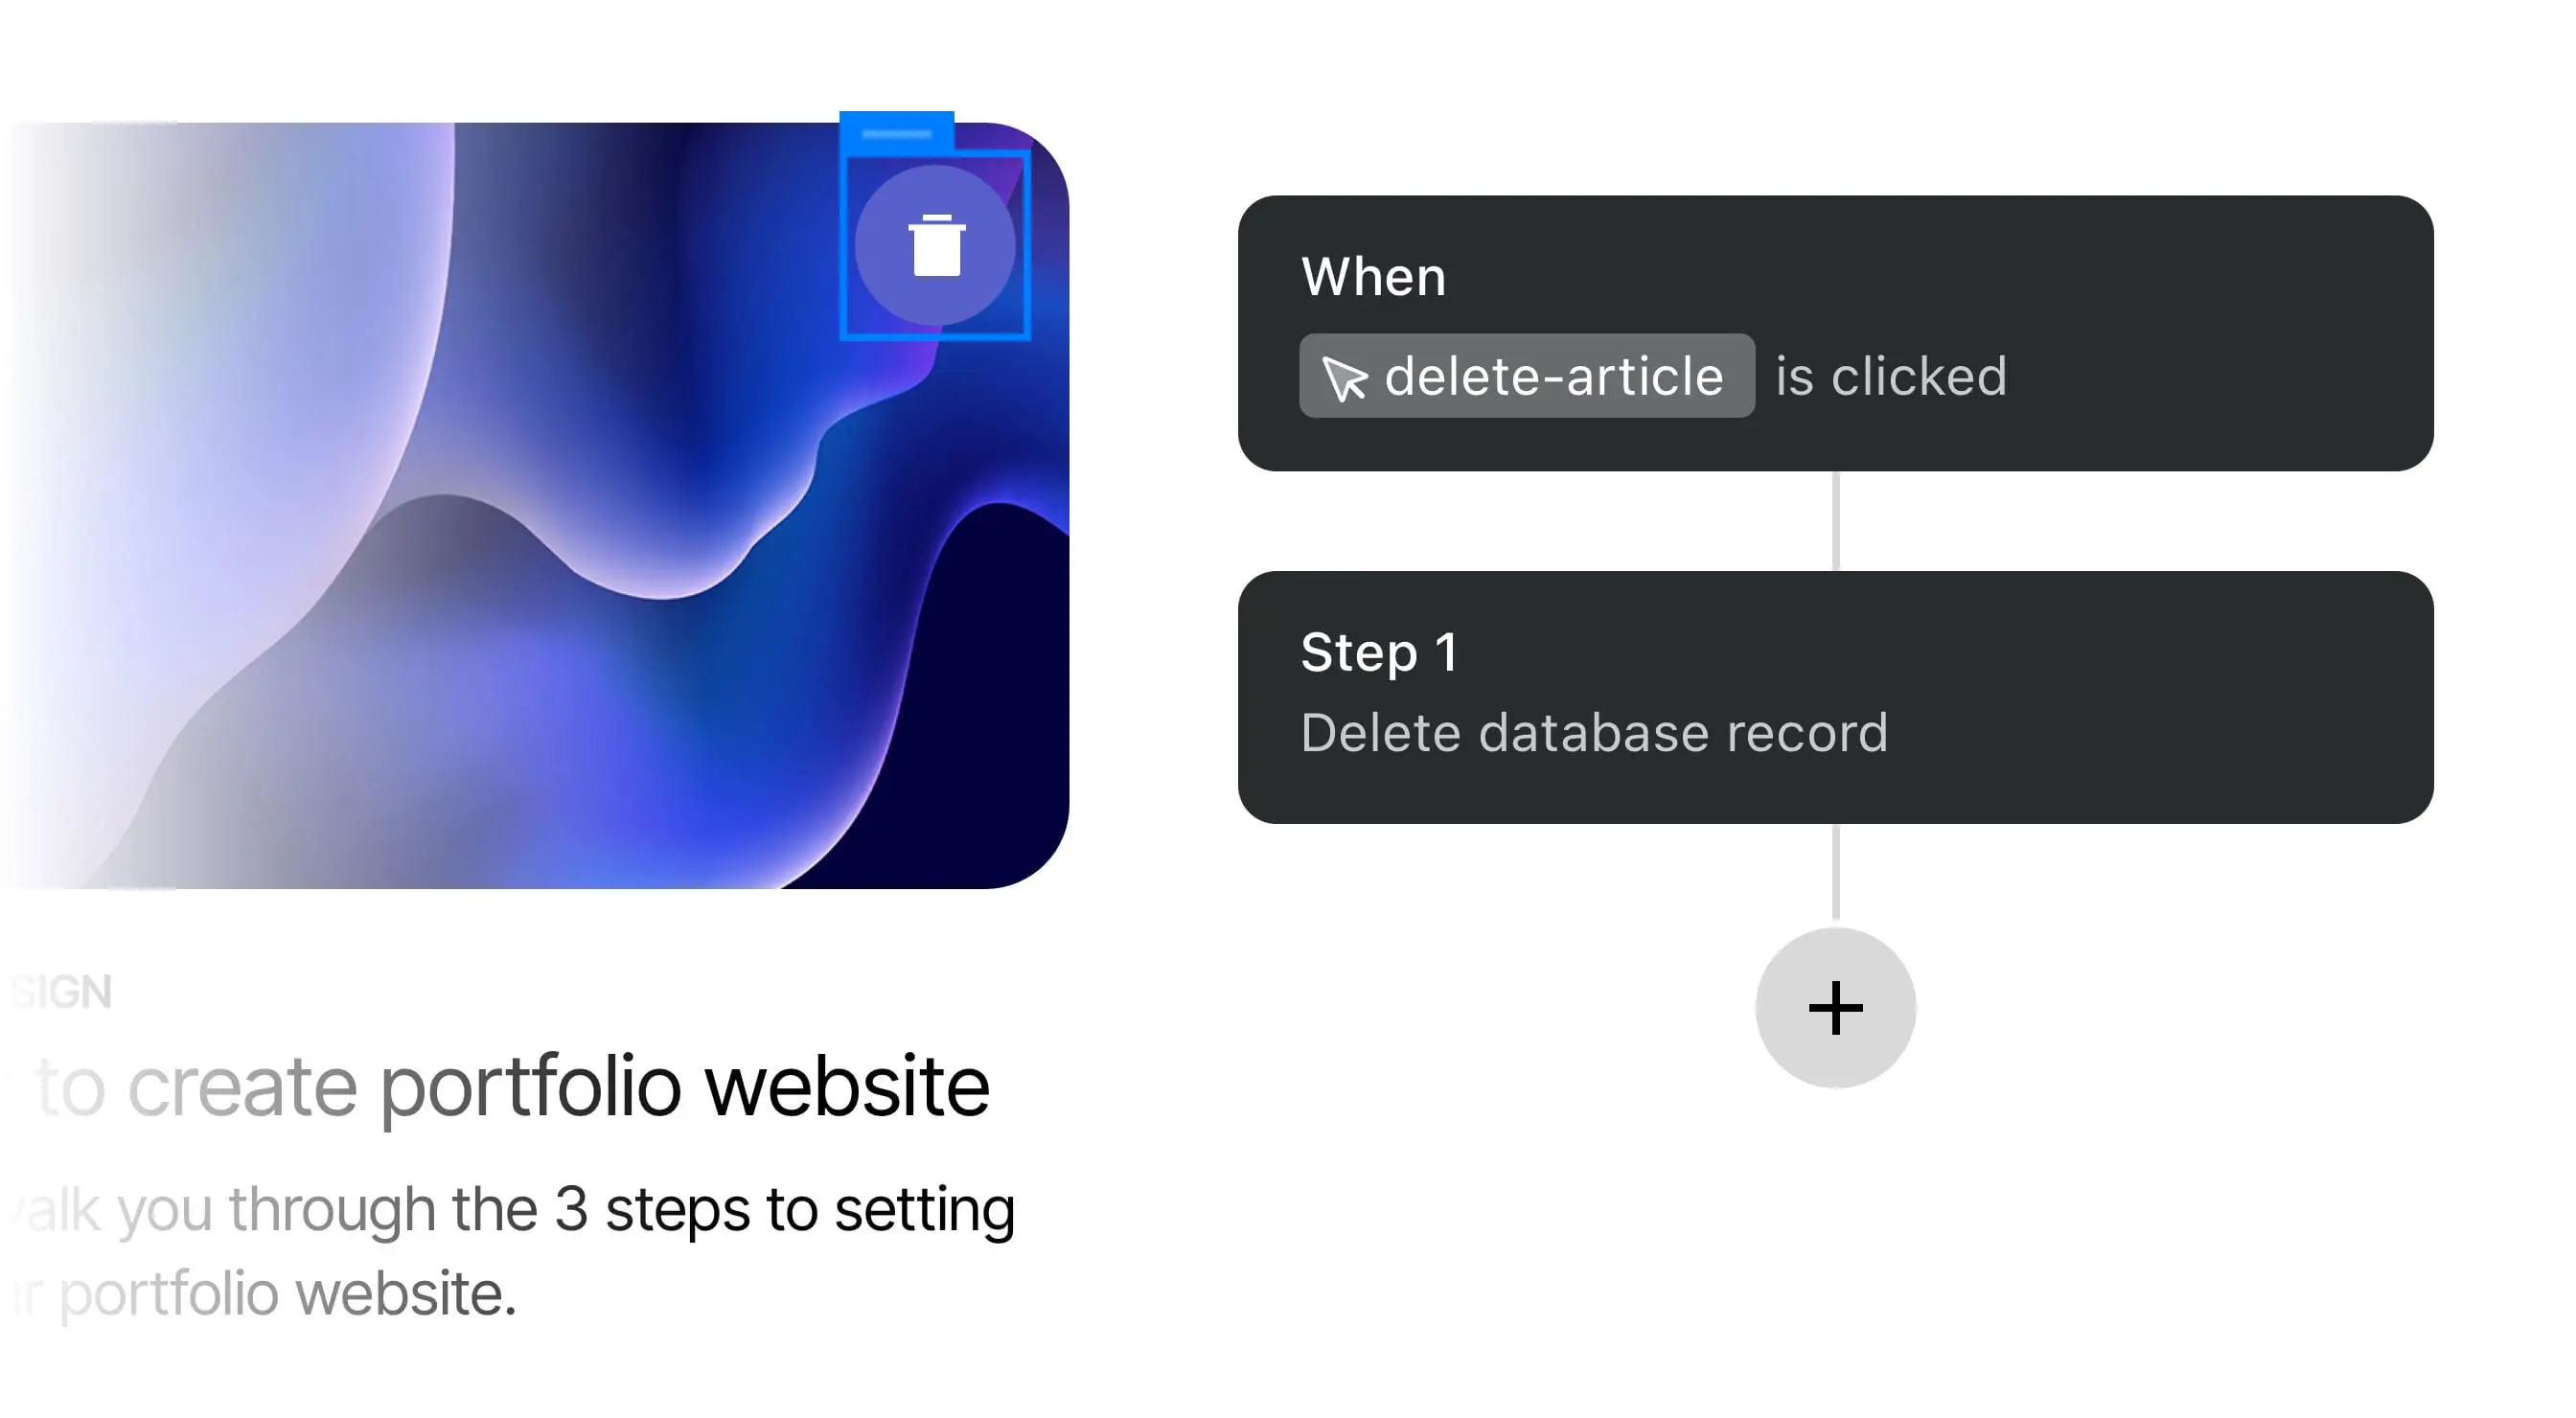 SIGN
to create portfolio website
you through the 3 steps to setting
portfolio website.
When
delete-article is clicked
Step 1
Delete database record